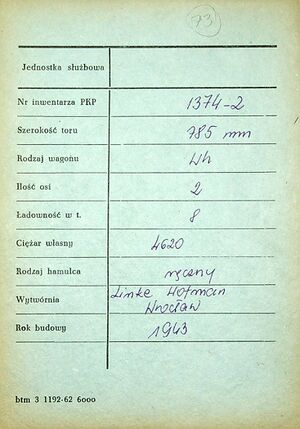 73
Jednostka służbowa
Nr inwentarza PKP 1374-2
Szerokość toru 785 mm
Rodzaj wagonu Wh
Ilość osi 2
Ładowność w t. 8
Ciężar własny 4620
Rodzaj hamulca ręczny
Wytwórnia Linke Hofman
Wrocław
Rok budowy 1943
btm 3 1192-62 6000